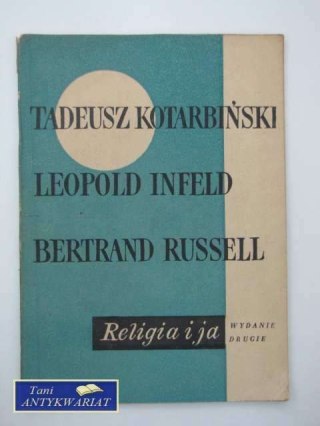 TADEUSZ KOTARBIŃSKI
LEOPOLD INFELD
BERTRAND RUSSELL
Religia i ja
WYDANIE
DRUGIE
Tani
ANTYKWARIAT